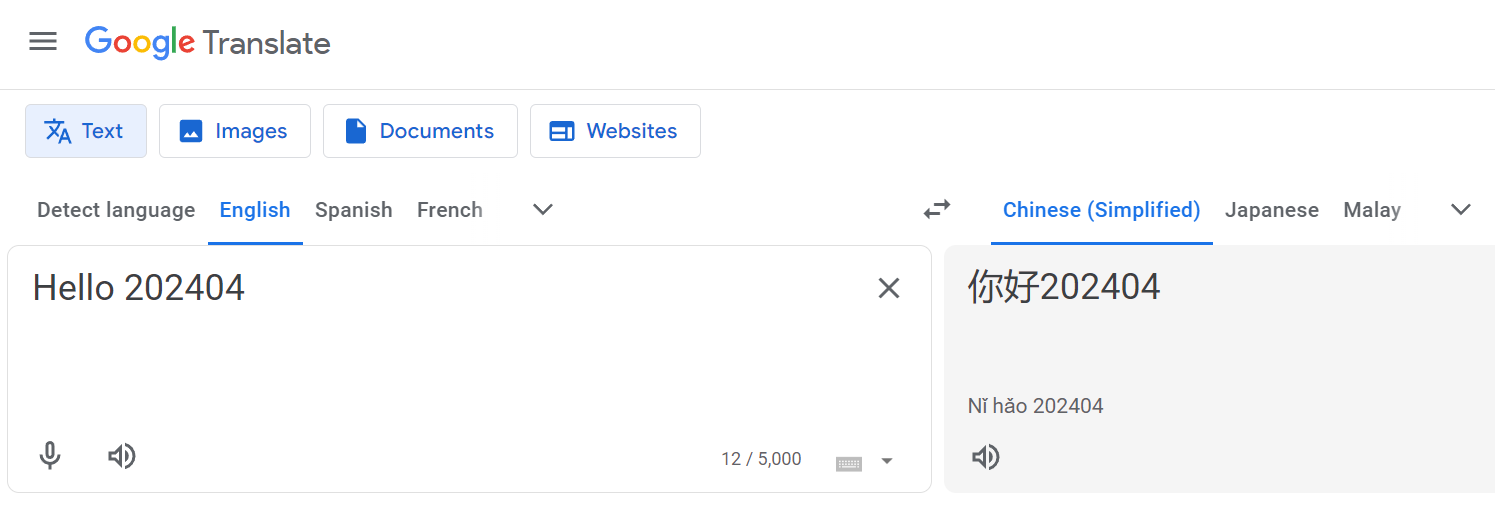 Google Translate
Text Images Documents Websites
Detect language English Spanish French Chinese (Simplified) Japanese Malay
Hello 202404
你好202404
Nǐ hǎo 202404
12 / 5,000